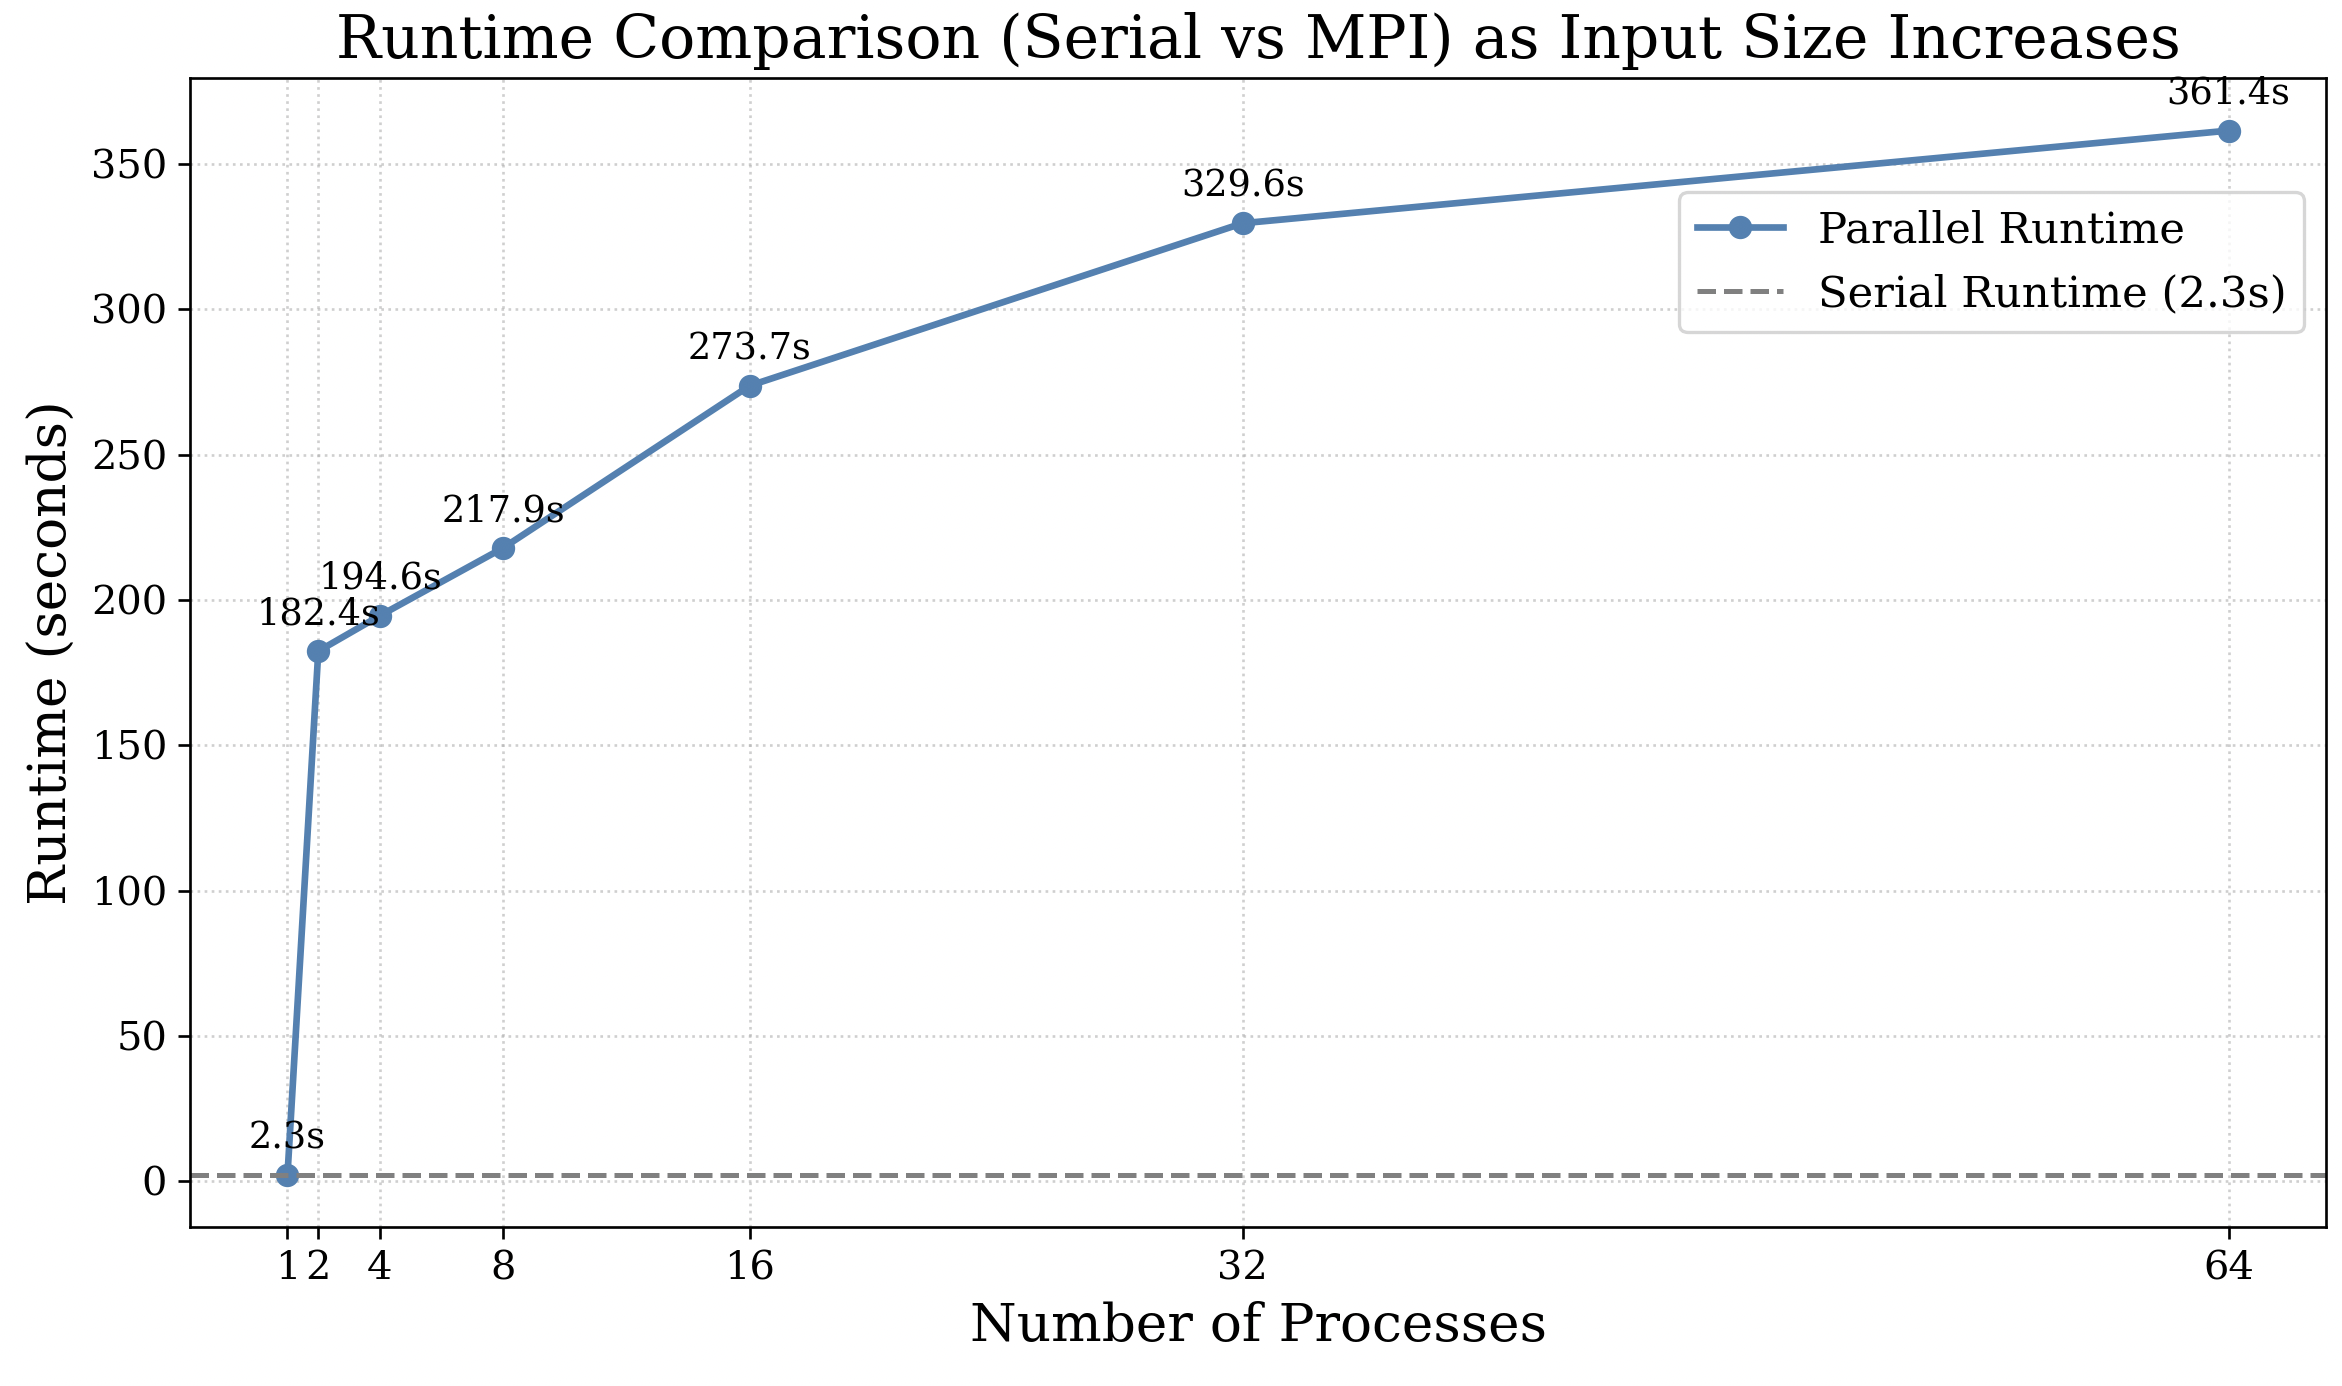 Runtime Comparison (Serial vs MPI) as Input Size Increases
361.4s
350
329.6s
Parallel Runtime
Serial Runtime (2.3s)
300
273.7s
250
217.9s
194.6s
200
182.4s
150
100
50
2.3s
0
Runtime (seconds)
1 2 4 8 16 32 64
Number of Processes